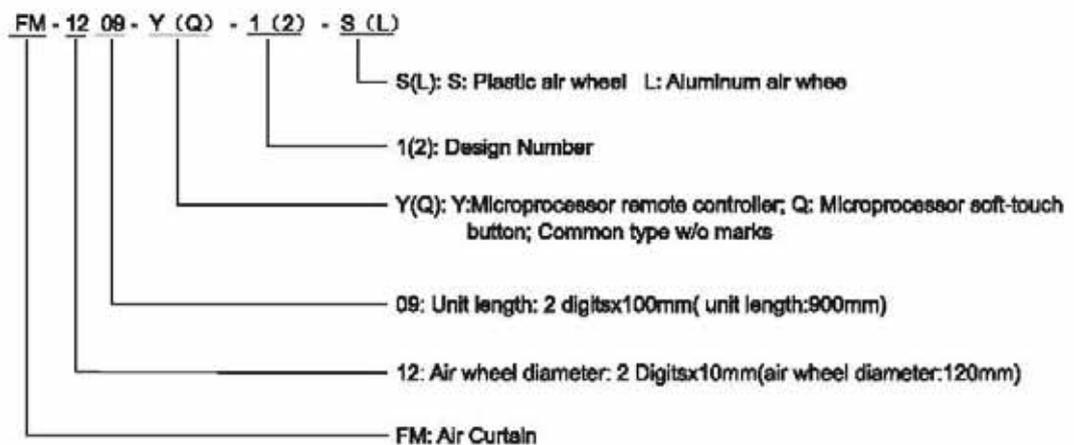 FM - 12 09 - Y (Q) - 1 (2) - S (L)
S(L): S: Plastic air wheel L: Aluminum air whee
1(2): Design Number
Y(Q): Y:Microprocessor remote controller; Q: Microprocessor soft-touch
button; Common type w/o marks
09: Unit length: 2 digitsx100mm( unit length:900mm)
12: Air wheel diameter: 2 Digitsx10mm(air wheel diameter:120mm)
FM: Air Curtain